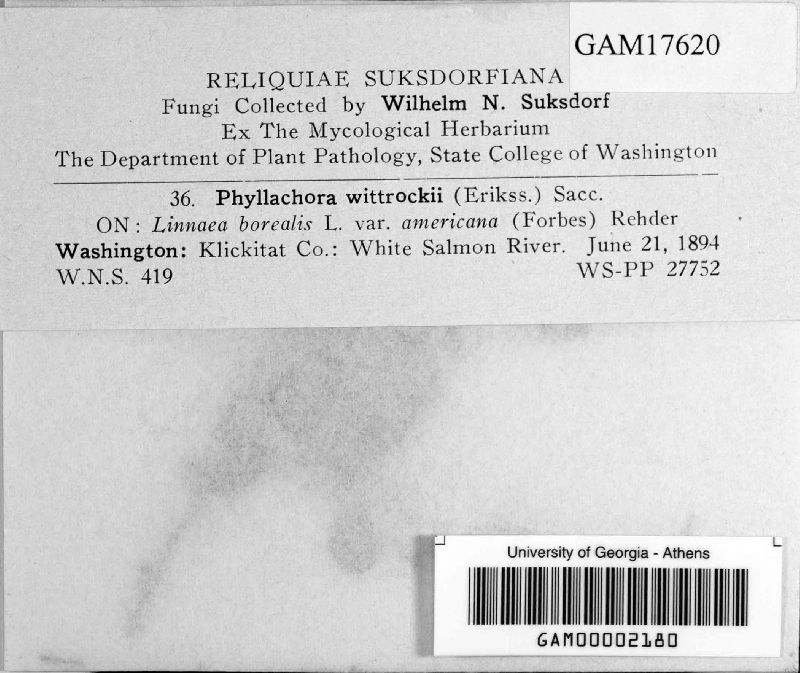 GAM17620
RELIQUIAE SUKSDORFIANA
Fungi Collected by Wilhelm N. Suksdorf
Ex The Mycological Herbarium
The Department of Plant Pathology, State College of Washington
36. Phyllachora wittrockii (Erikss.) Sacc.
ON: Linnaea borealis L. var. americana (Forbes) Rehder
Washington: Klickitat Co.: White Salmon River. June 21, 1894
W.N.S. 419 WS-PP 27752
University of Georgia - Athens
GAM00002180